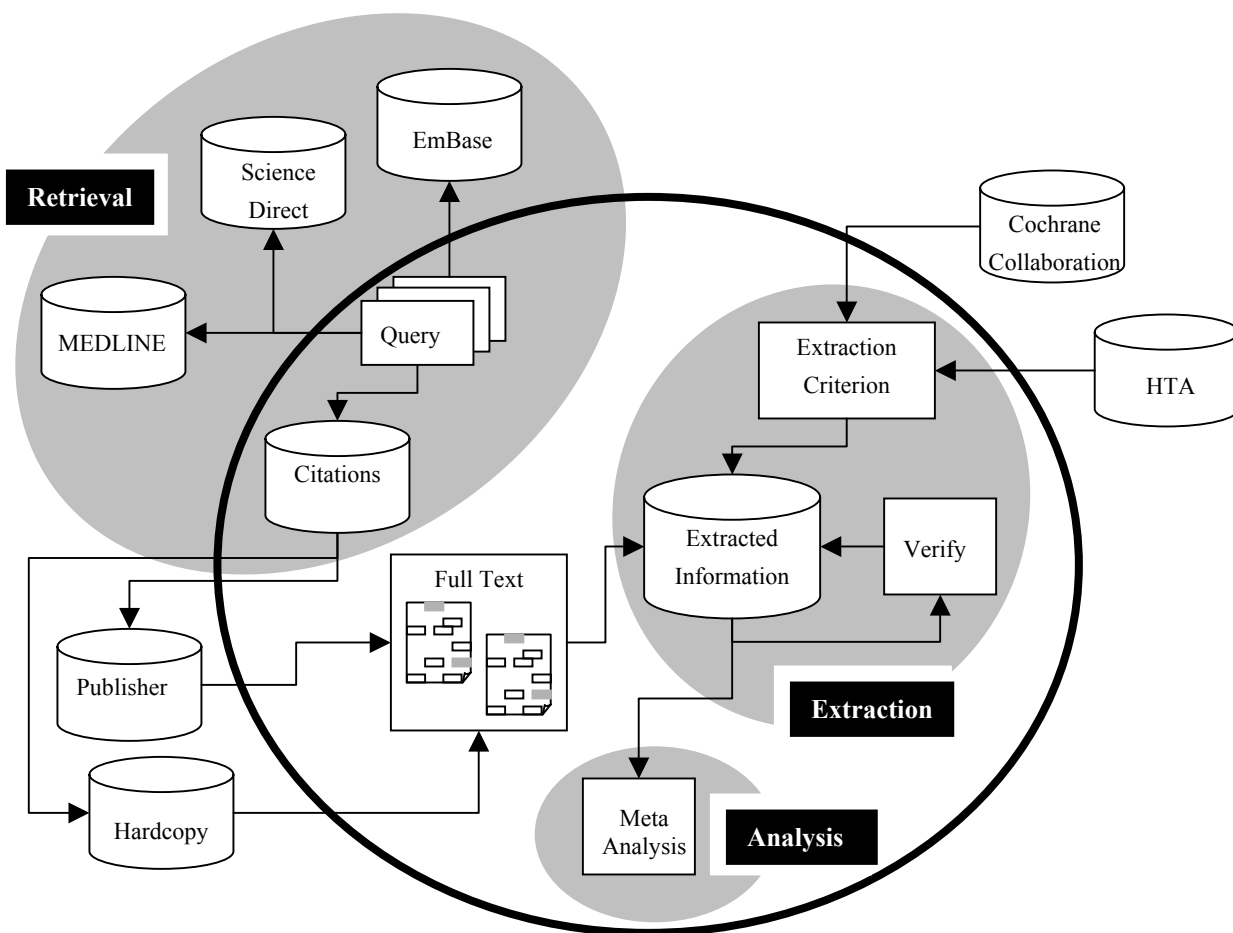 EmBase
Science
Direct
Retrieval
Cochrane
Collaboration
MEDLINE
Query
Extraction
Criterion
HTA
Citations
Extracted
Information
Verify
Full Text
Publisher
Extraction
Hardcopy
Meta
Analysis
Analysis